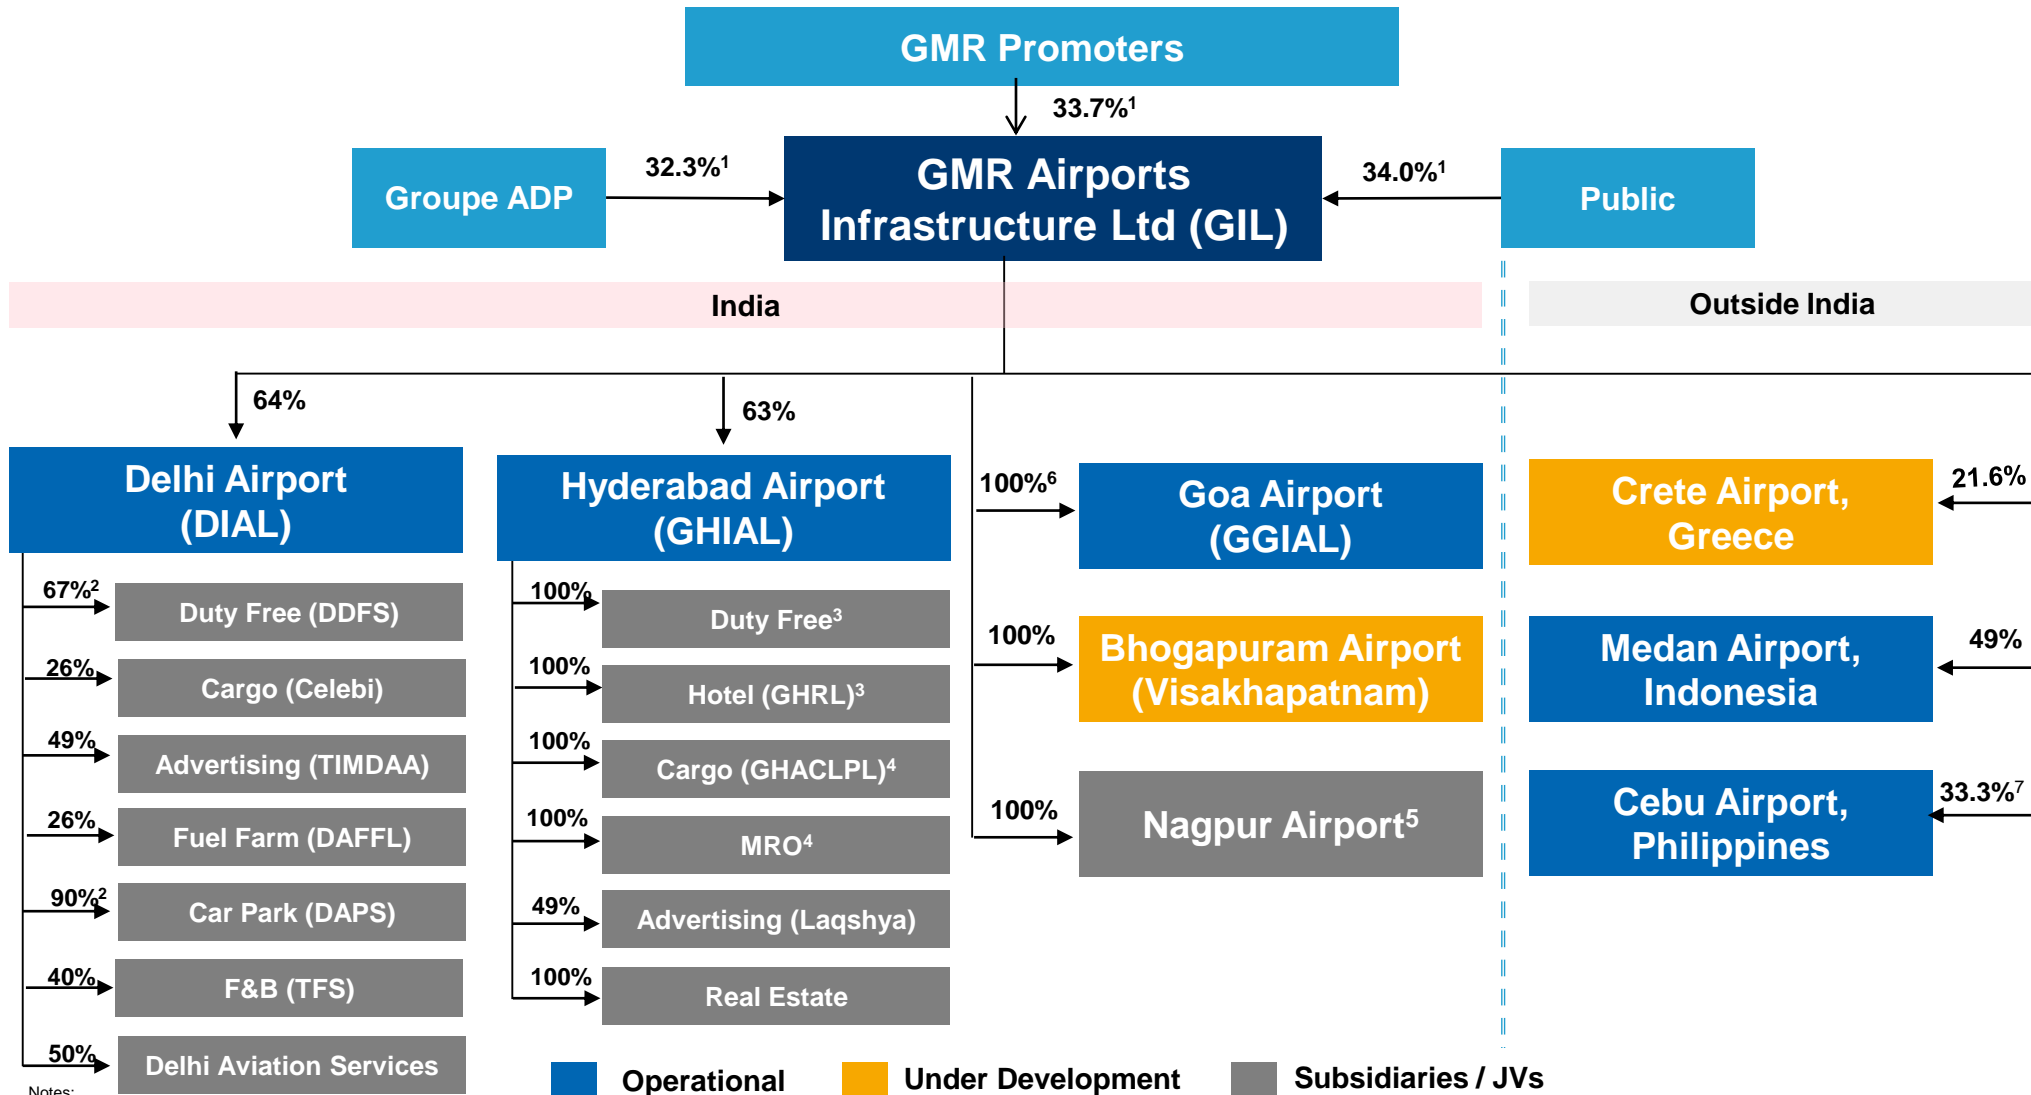 GMR Promoters
33.7%¹
Groupe ADP
32.3%¹
GMR Airports
Infrastructure Ltd (GIL)
34.0%¹
Public
India
Outside India
64%
63%
Delhi Airport
(DIAL)
67%²
Duty Free (DDFS)
26%
Cargo (Celebi)
49%
Advertising (TIMDAA)
26%
Fuel Farm (DAFFL)
90%²
Car Park (DAPS)
40%
F&B (TFS)
50%
Delhi Aviation Services
Hyderabad Airport
(GHIAL)
100%
Duty Free³
100%
Hotel (GHRL)³
100%
Cargo (GHACLPL)⁴
100%
MRO⁴
49%
Advertising (Laqshya)
100%
Real Estate
100%⁶
Goa Airport
(GGIAL)
100%
Bhogapuram Airport
(Visakhapatnam)
100%
Nagpur Airport⁵
Crete Airport,
Greece
21.6%
Medan Airport,
Indonesia
49%
Cebu Airport,
Philippines
33.3%⁷
Operational
Under Development
Subsidiaries / JVs
Notes: